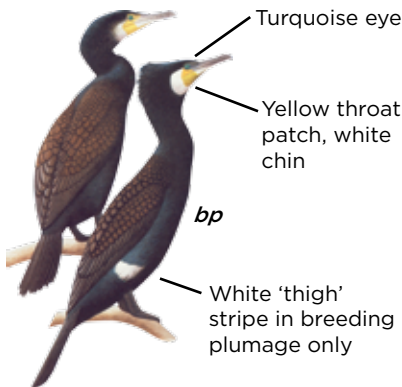 Turquoise eye
Yellow throat
patch, white
chin
bp
White ‘thigh’
stripe in breeding
plumage only